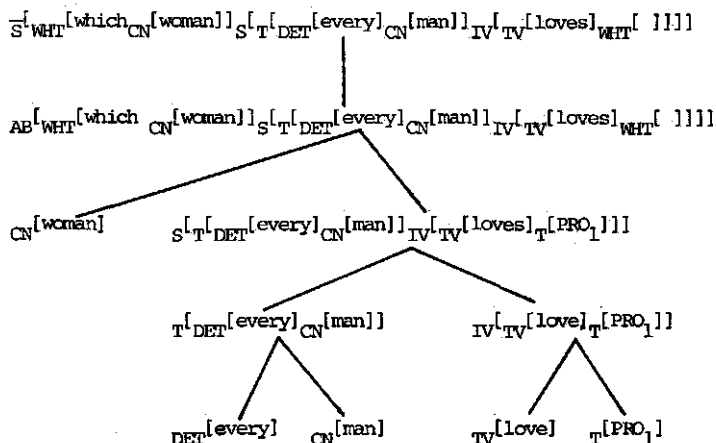 S̅[WHT[which CN[woman]]S[T[DET[every]CN[man]]IV[TV[loves]WHT[ ]]]]
AB[WHT[which CN[woman]]S[T[DET[every]CN[man]]IV[TV[loves]WHT[ ]]]]
CN[woman] S[T[DET[every]CN[man]]IV[TV[loves]T[PRO1]]]
T[DET[every]CN[man]] IV[TV[love]T[PRO1]]
DET[every] CN[man] TV[love] T[PRO1]